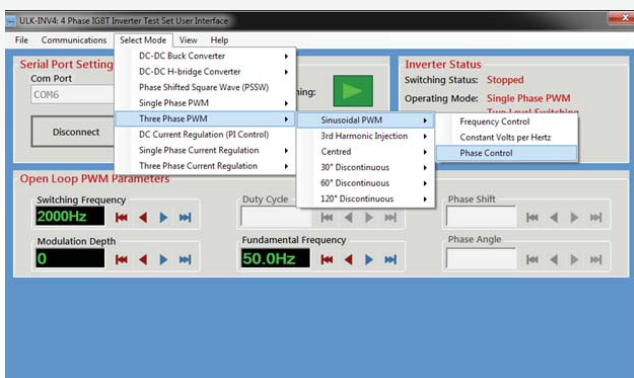 ULK-INV4: 4 Phase IGBT Inverter Test Set User Interface
File Communications Select Mode View Help
Serial Port Setting
Com Port
COM6
Disconnect
DC-DC Buck Converter
DC-DC H-bridge Converter
Phase Shifted Square Wave (PSSW)
Single Phase PWM
Three Phase PWM
DC Current Regulation (PI Control)
Single Phase Current Regulation
Three Phase Current Regulation
Sinusoidal PWM
3rd Harmonic Injection
Centred
30° Discontinuous
60° Discontinuous
120° Discontinuous
Frequency Control
Constant Volts per Hertz
Phase Control
ing:
Inverter Status
Switching Status: Stopped
Operating Mode: Single Phase PWM
Two Level Switching
Open Loop PWM Parameters
Switching Frequency
2000Hz
Duty Cycle
Phase Shift
Modulation Depth
0
Fundamental Frequency
50.0Hz
Phase Angle